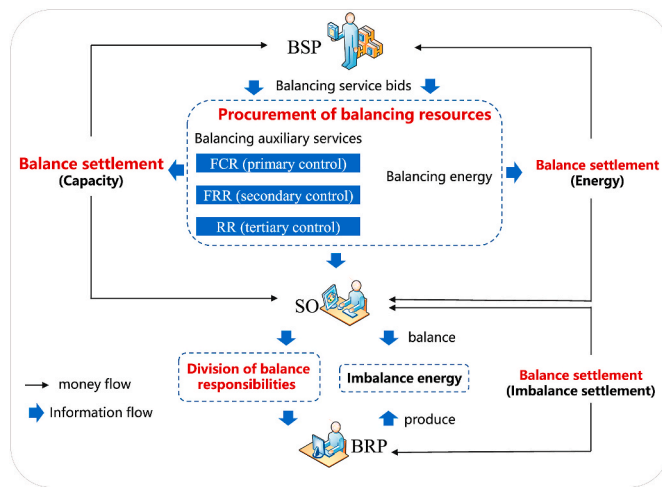 BSP
Balancing service bids
Procurement of balancing resources
Balancing auxiliary services
FCR (primary control)
FRR (secondary control)
RR (tertiary control)
Balancing energy
Balance settlement
(Capacity)
Balance settlement
(Energy)
SO
balance
Division of balance
responsibilities
Imbalance energy
Balance settlement
(Imbalance settlement)
money flow
Information flow
produce
BRP